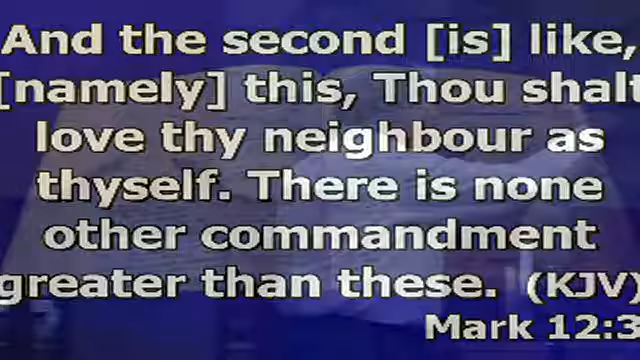 And the second [is] like,
[namely] this, Thou shalt
love thy neighbour as
thyself. There is none
other commandment
greater than these. (KJV)
Mark 12:3